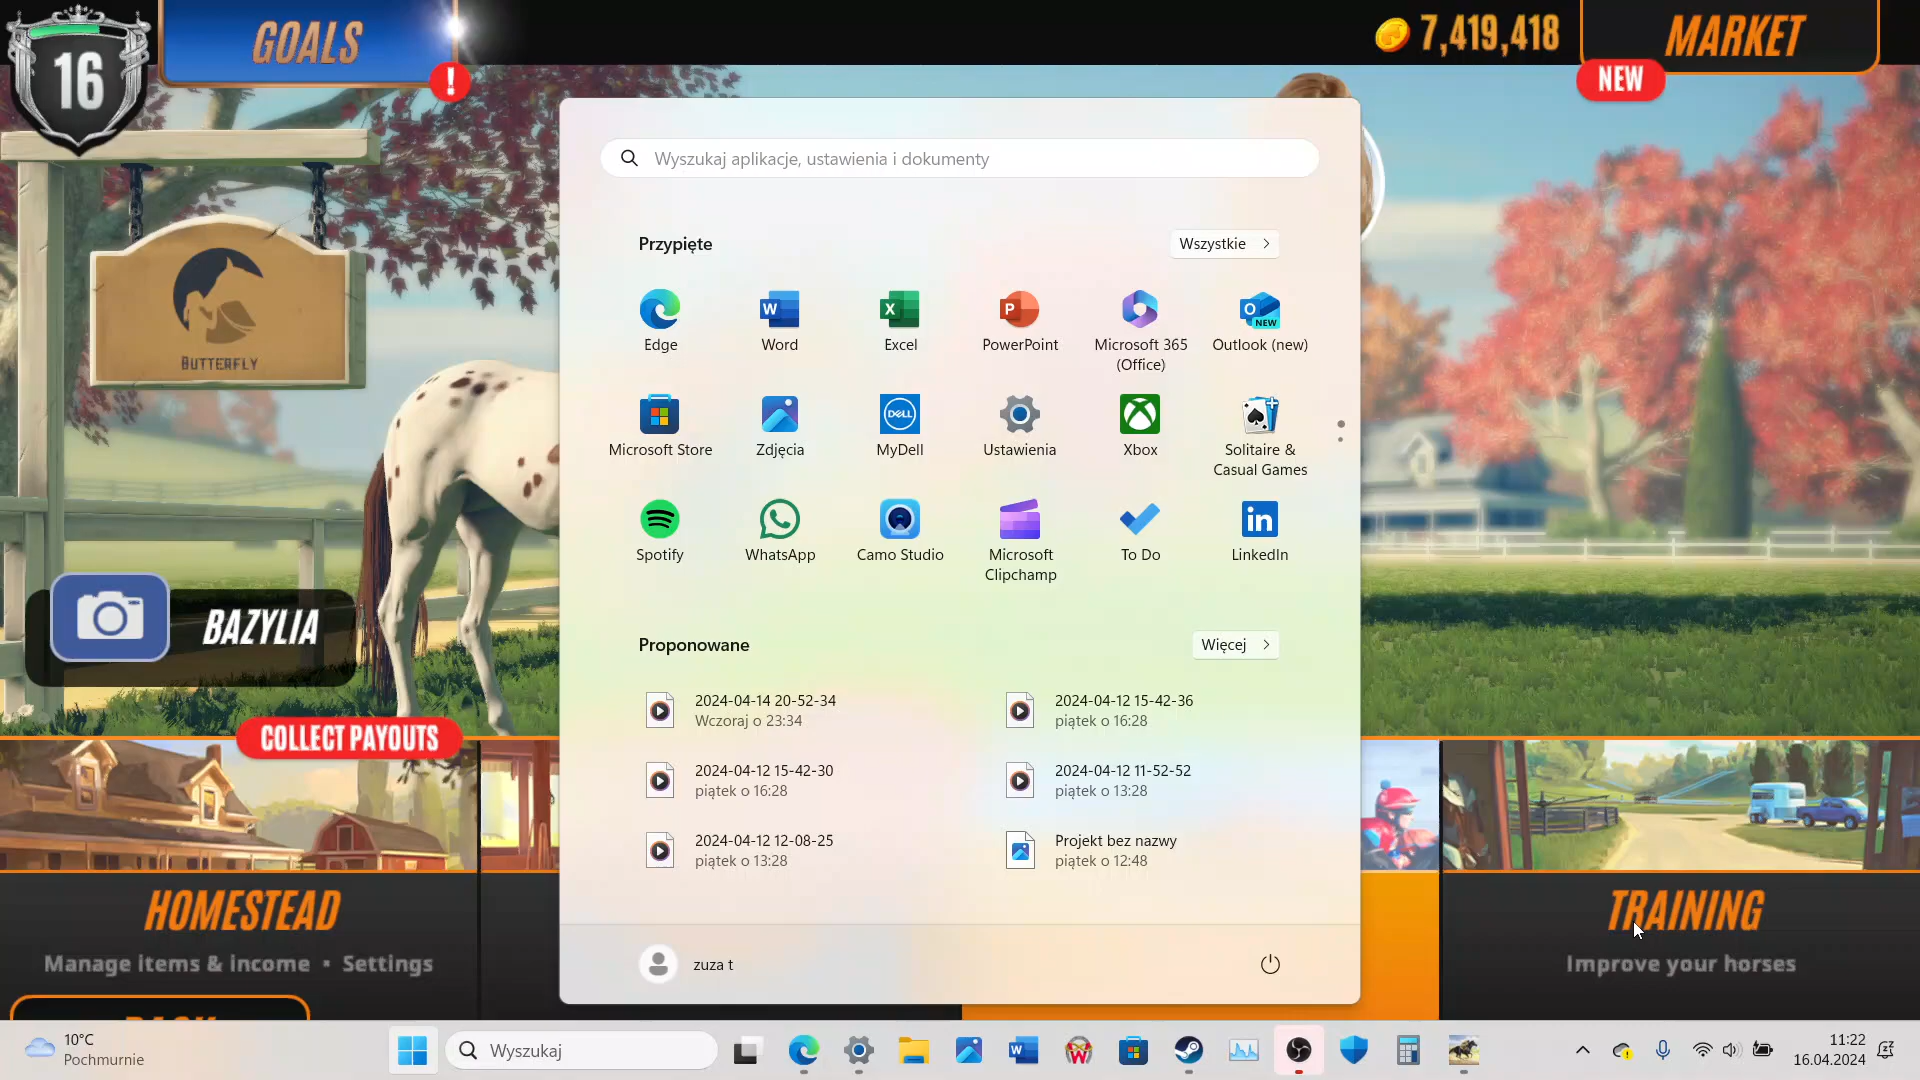 16
GOALS
!
7,419,418
MARKET
NEW
Wyszukaj aplikacje, ustawienia i dokumenty
Przypięte
Wszystkie
Edge
Word
Excel
PowerPoint
Microsoft 365
(Office)
Outlook (new)
Microsoft Store
Zdjęcia
MyDell
Ustawienia
Xbox
Solitaire &
Casual Games
Spotify
WhatsApp
Camo Studio
Microsoft
Clipchamp
To Do
LinkedIn
BUTTERFLY
BAZYLIA
COLLECT PAYOUTS
Proponowane
Więcej
2024-04-14 20-52-34
Wczoraj o 23:34
2024-04-12 15-42-36
piątek o 16:28
2024-04-12 15-42-30
piątek o 16:28
2024-04-12 11-52-52
piątek o 13:28
2024-04-12 12-08-25
piątek o 13:28
Projekt bez nazwy
piątek o 12:48
HOMESTEAD
Manage items & income • Settings
TRAINING
Improve your horses
zuza t
BACK
10°C
Pochmurnie
Wyszukaj
11:22
16.04.2024